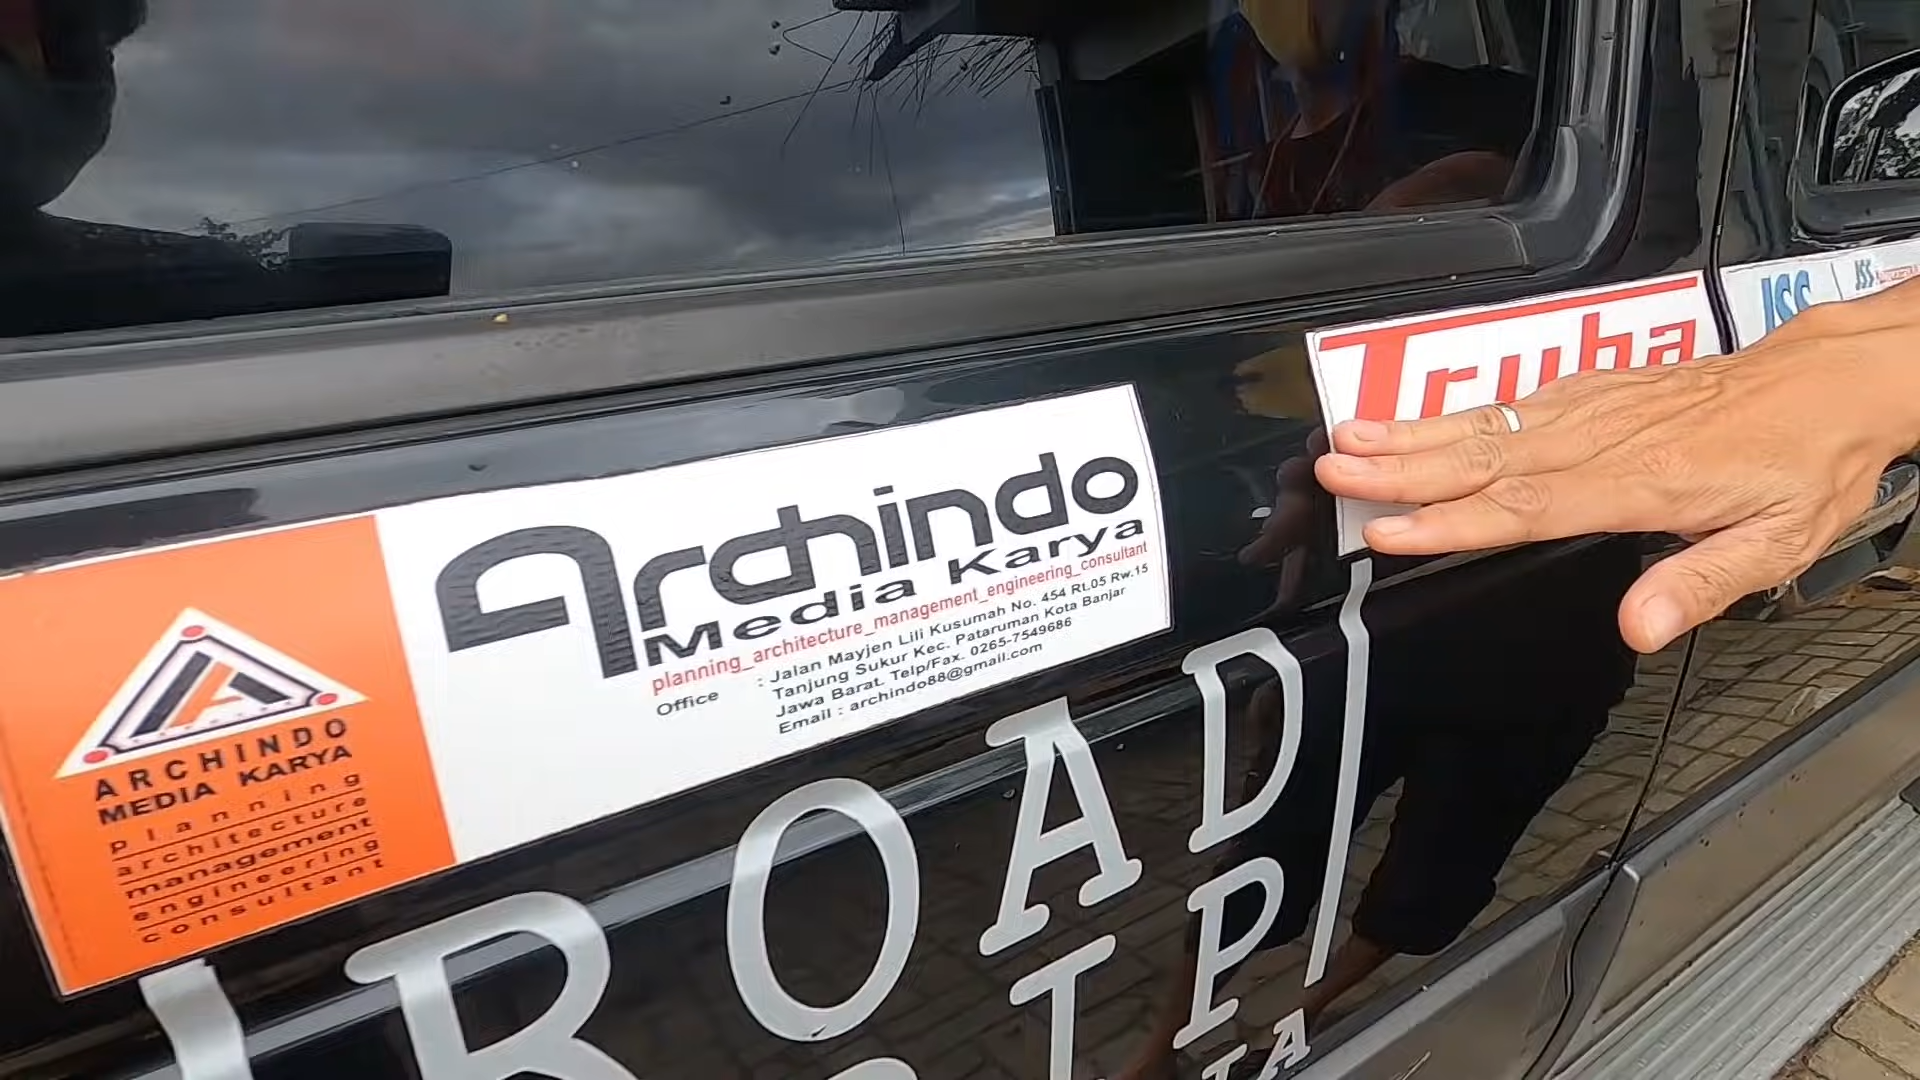 ARCHINDO
MEDIA KARYA
planning
architecture
management
engineering
consultant
Archindo
Media Karya
planning_architecture_management_engineering_consultant
Office : Jalan Mayjen Lili Kusumah No. 454 Rt.05 Rw.15
Tanjung Sukur Kec. Pataruman Kota Banjar
Jawa Barat. Telp/Fax. 0265-7549686
Email : archindo88@gmail.com
Truba
JSS
JSS
ROAD